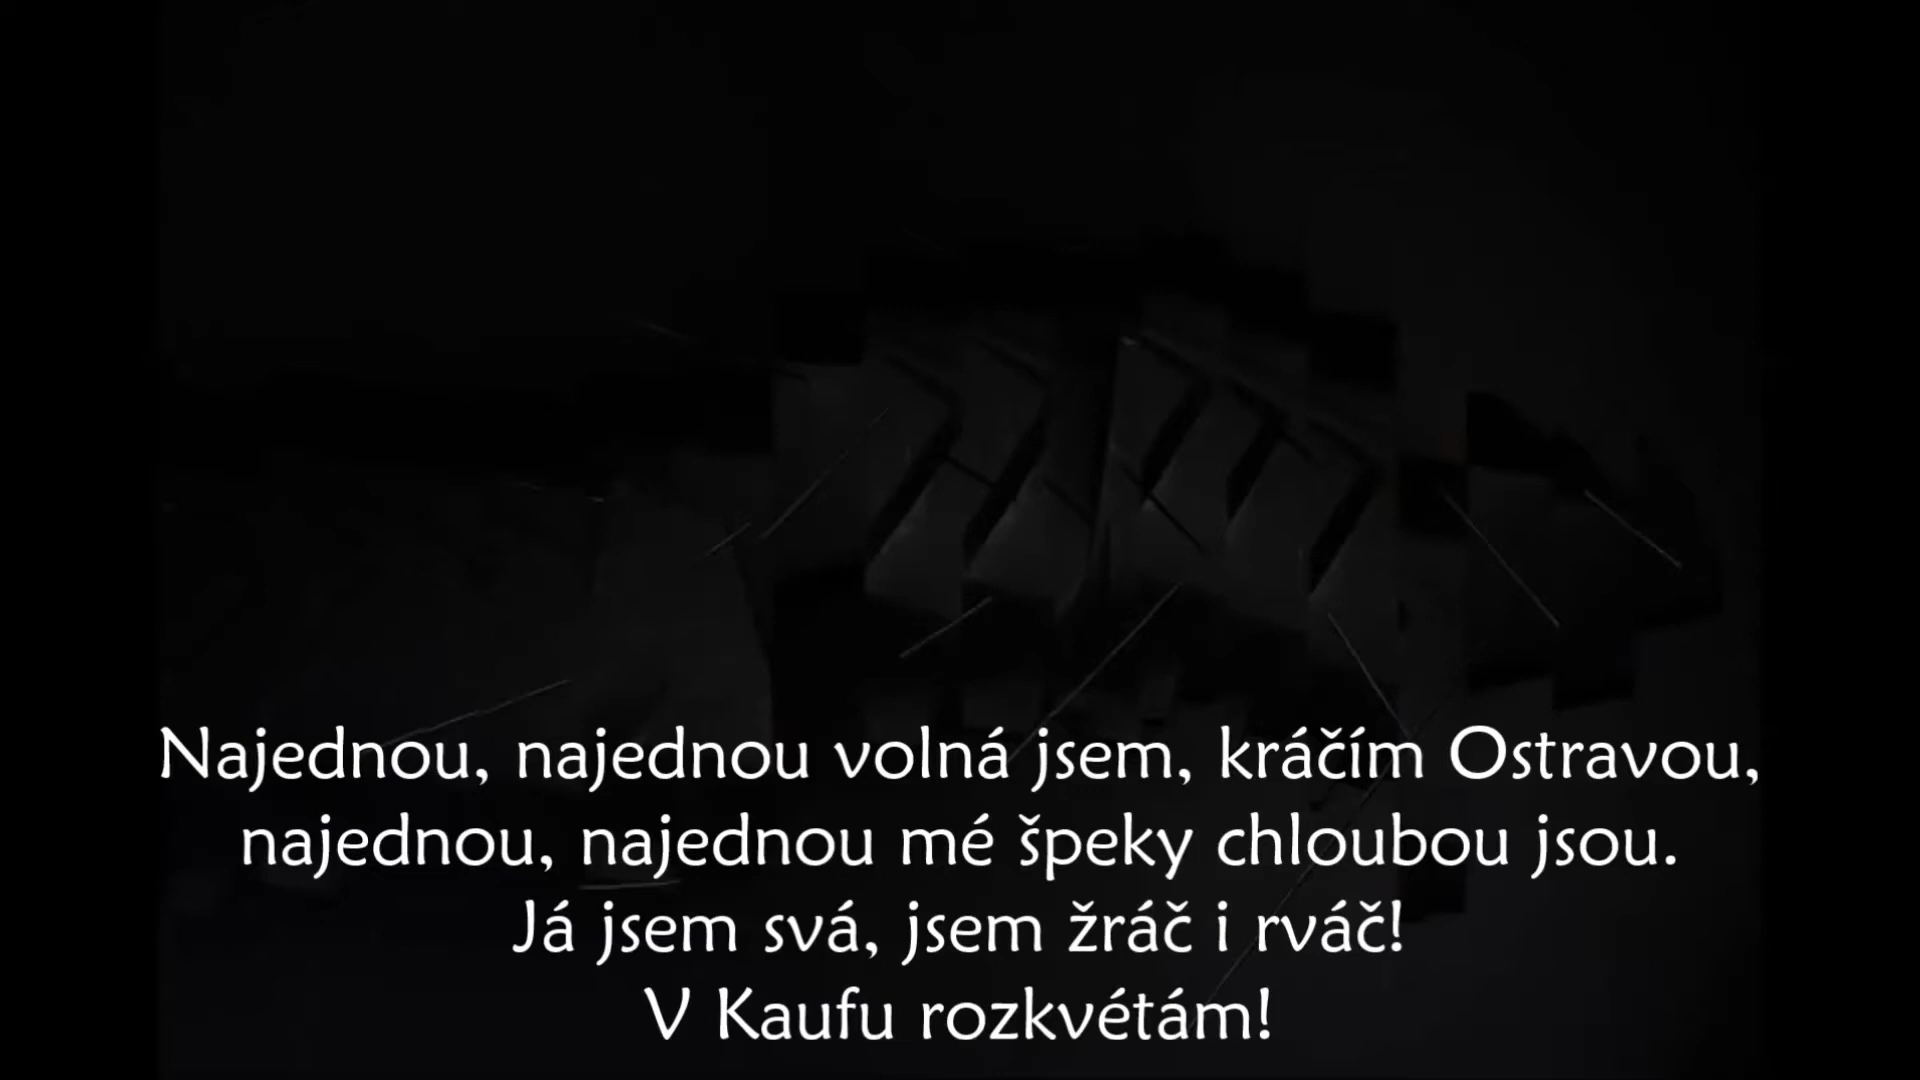 Najednou, najednou volná jsem, kráčím Ostravou,
najednou, najednou mé špeky chloubou jsou.
Já jsem svá, jsem žráč i rváč!
V Kaufu rozkvétám!